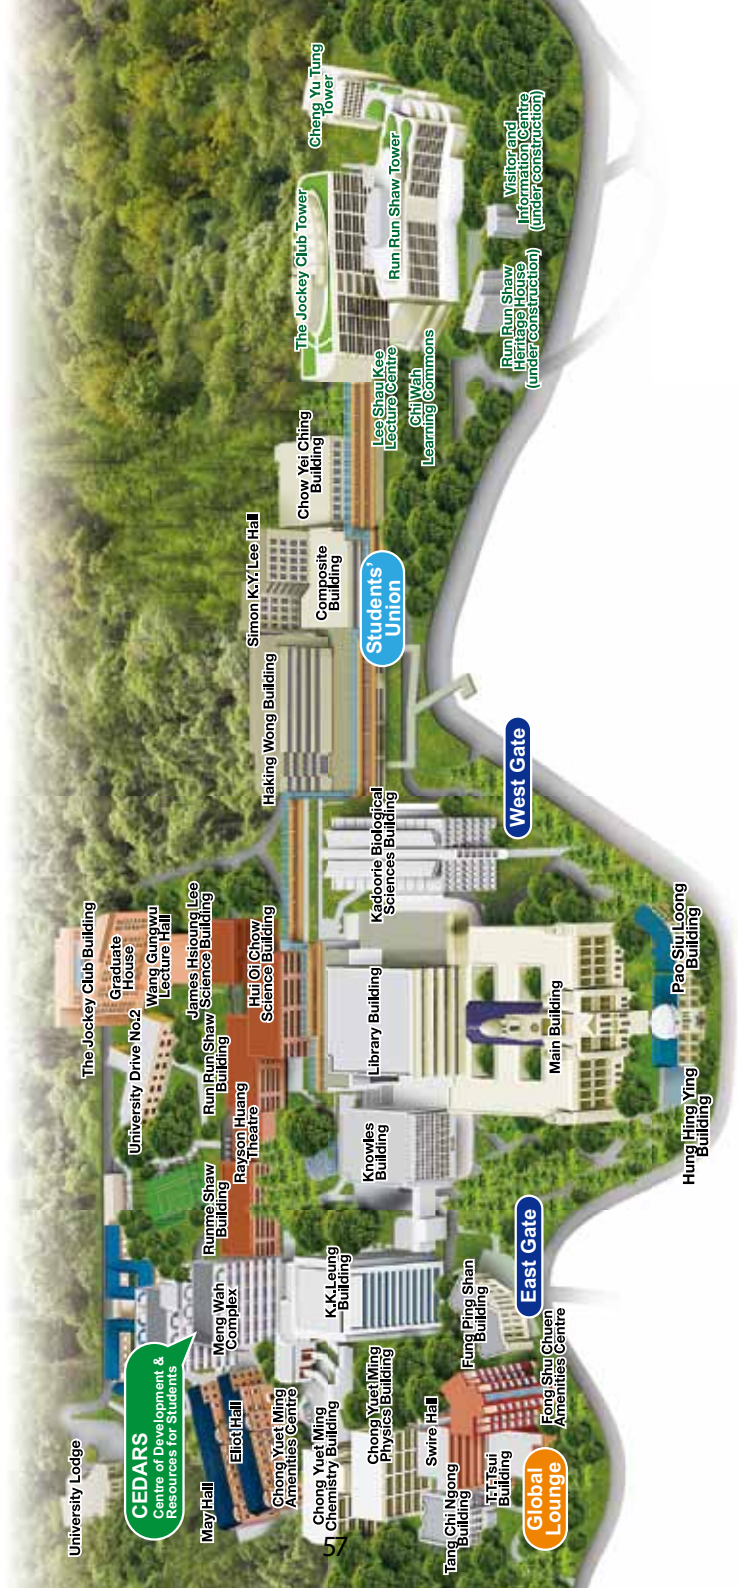 Cheng Yu Tung
Tower
The Jockey Club Tower
Run Run Shaw Tower
Visitor and
Information Centre
(under construction)
Run Run Shaw
Heritage House
(under construction)
Lee Shau Kee
Lecture Centre
Chi Wah
Learning Commons
Chow Yei Ching
Building
Simon K.Y. Lee Hall
Composite
Building
Students'
Union
Haking Wong Building
West Gate
Kadoorie Biological
Sciences Building
The Jockey Club Building
Graduate
House
Wang Gungwu
Lecture Hall
James Hsioung Lee
Science Building
Hui Oi Chow
Science Building
University Drive No.2
Run Run Shaw
Building
Rayson Huang
Theatre
Library Building
Main Building
Pao Siu Loong
Building
Hung Hing Ying
Building
Knowles
Building
Runme Shaw
Building
East Gate
K.K.Leung
Building
Meng Wah
Complex
Fung Ping Shan
Building
Fong Shu Chuen
Amenities Centre
CEDARS
Centre of Development &
Resources for Students
University Lodge
May Hall
Eliot Hall
Chong Yuet Ming
Amenities Centre
Chong Yuet Ming
Chemistry Building
Chong Yuet Ming
Physics Building
Swire Hall
Tang Chi Ngong
Building
T.T.Tsui
Building
Global
Lounge
57